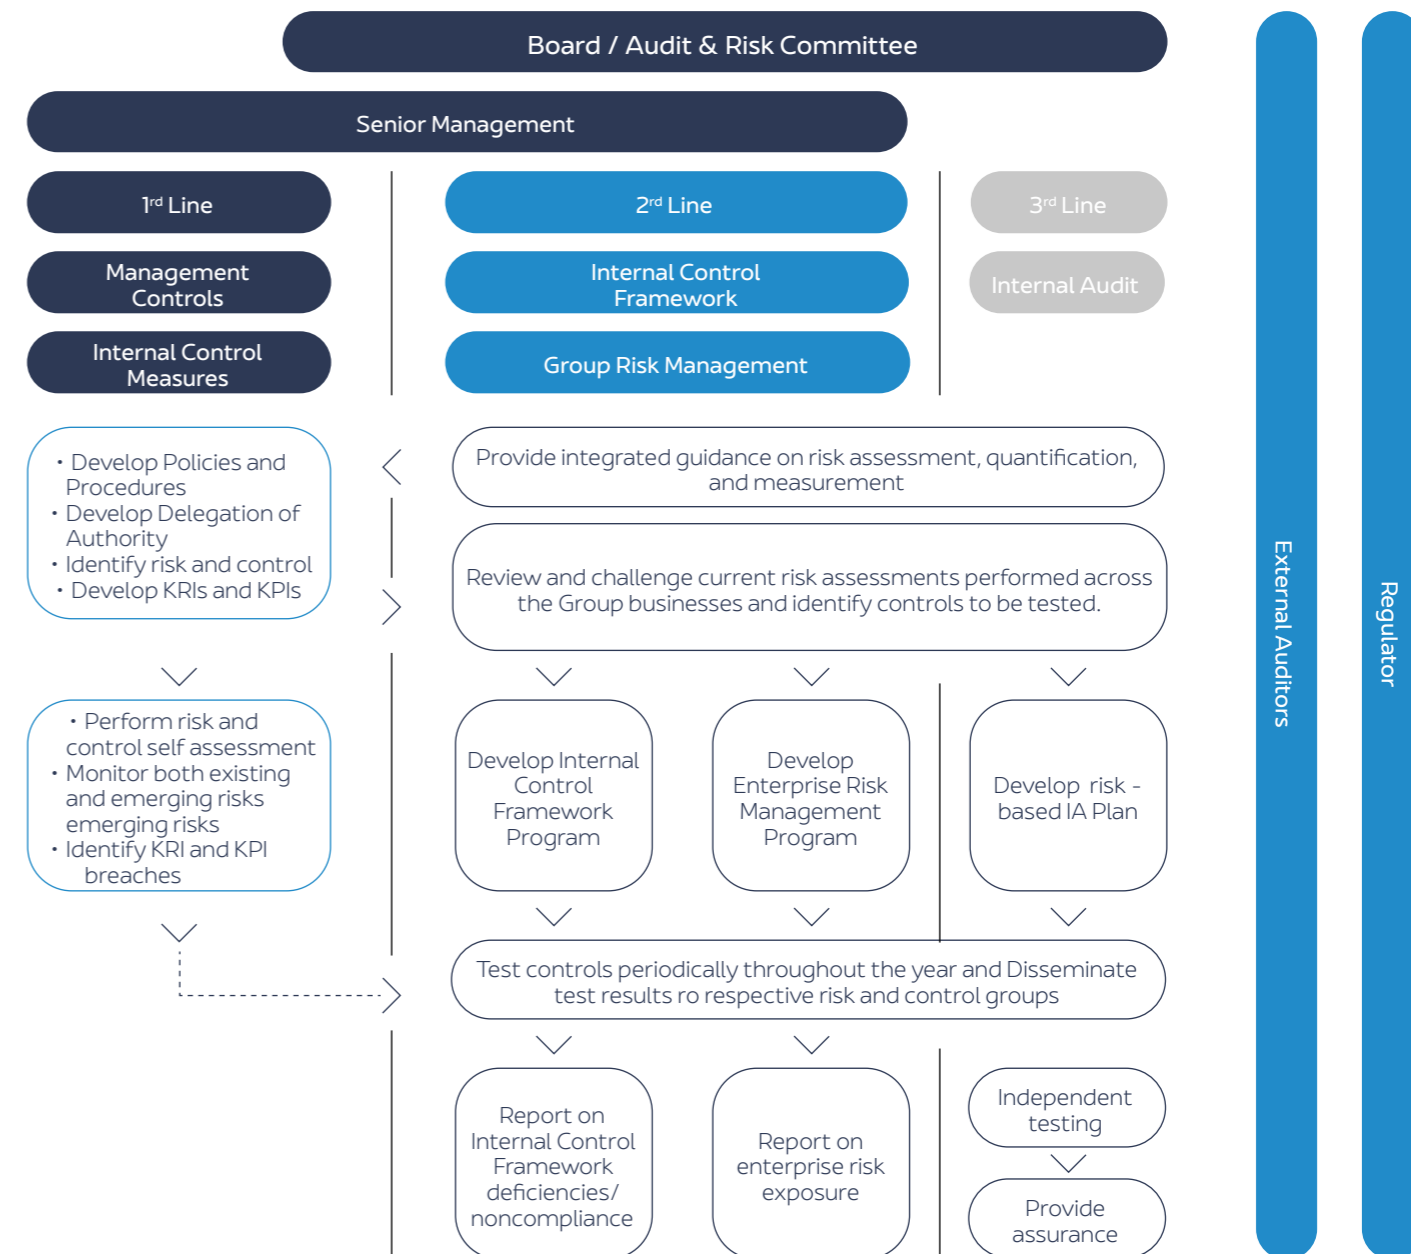 Board / Audit & Risk Committee
Senior Management
1rd Line
2rd Line
3rd Line
Management
Controls
Internal Control
Framework
Internal Audit
Internal Control
Measures
Group Risk Management
• Develop Policies and
Procedures
• Develop Delegation of
Authority
• Identify risk and control
• Develop KRIs and KPIs
Provide integrated guidance on risk assessment, quantification,
and measurement
Review and challenge current risk assessments performed across
the Group businesses and identify controls to be tested.
• Perform risk and
control self assessment
• Monitor both existing
and emerging risks
emerging risks
• Identify KRI and KPI
breaches
Develop Internal
Control
Framework
Program
Develop
Enterprise Risk
Management
Program
Develop risk -
based IA Plan
Test controls periodically throughout the year and Disseminate
test results ro respective risk and control groups
Report on
Internal Control
Framework
deficiencies/
noncompliance
Report on
enterprise risk
exposure
Independent
testing
Provide
assurance
External Auditors
Regulator